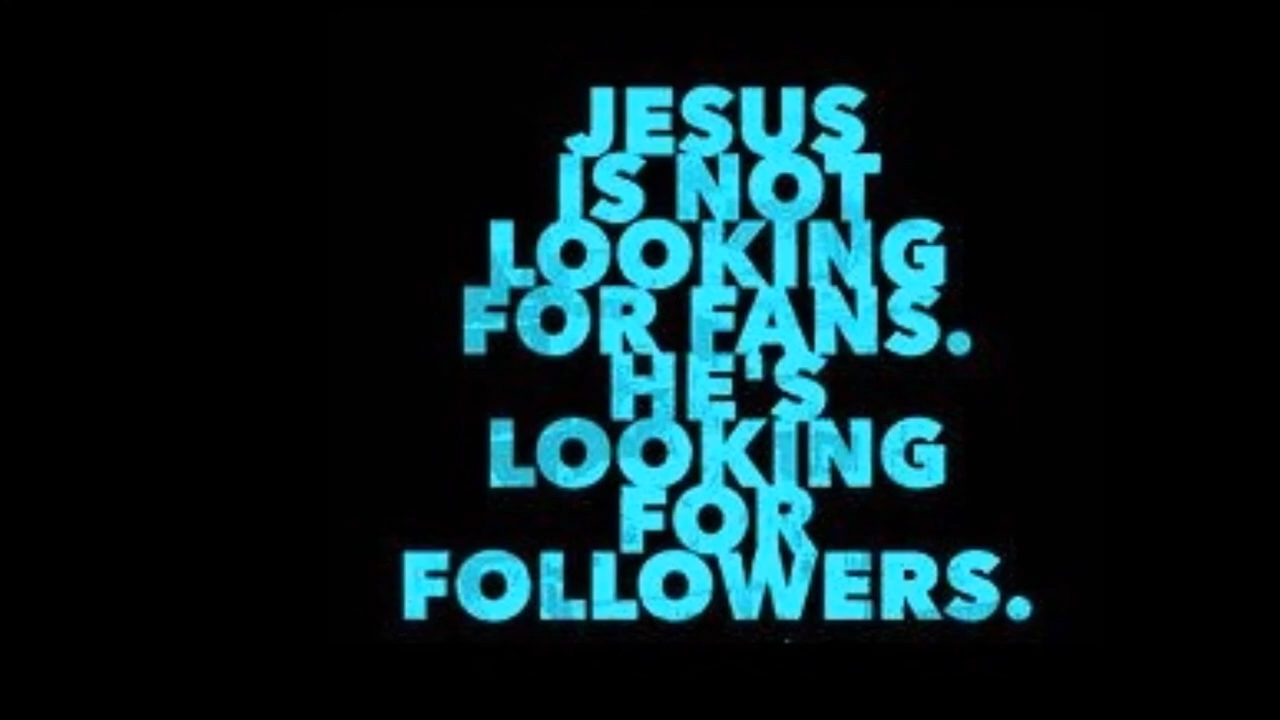 JESUS
IS NOT
LOOKING
FOR FANS.
HE'S
LOOKING
FOR
FOLLOWERS.